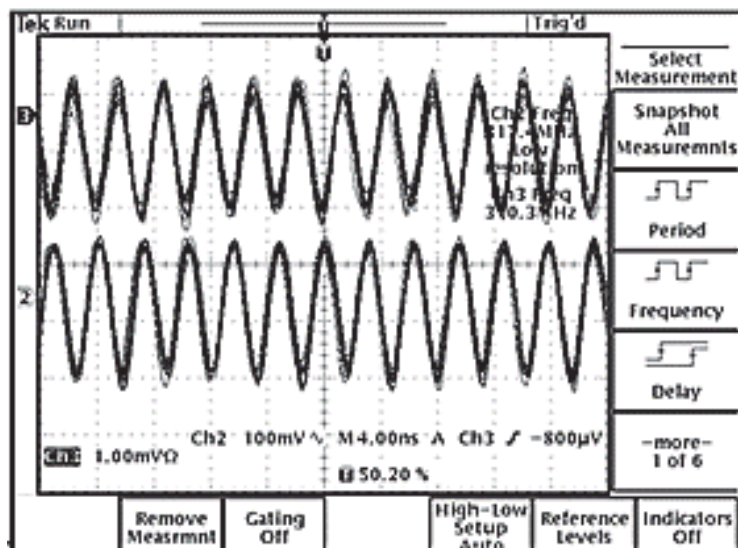 Tek Run
Trig'd
Select
Measurement
Ch2 Freq
Low
resolution
Ch3 Freq
Snapshot
All
Measuremnts
Period
Frequency
Delay
-more-
1 of 6
3
2
Ch2 100mV∿ M 4.00ns A Ch3 ∫ -800µV
Ch3 1.00mVΩ
T 50.20 %
Remove
Measrmnt
Gating
Off
High-Low
Setup
Auto
Reference
Levels
Indicators
Off